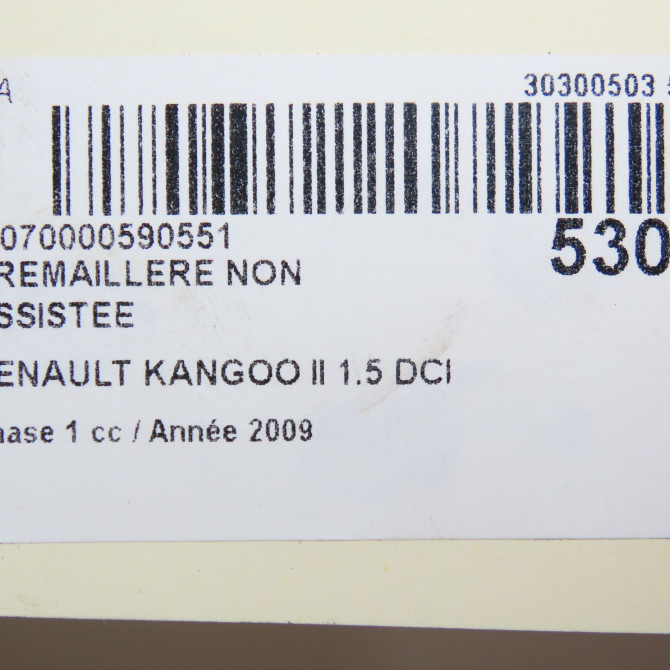 A 30300503
070000590551 530
REMAILLERE NON
SSISTEE
ENAULT KANGOO II 1.5 DCI
hase 1 cc / Année 2009